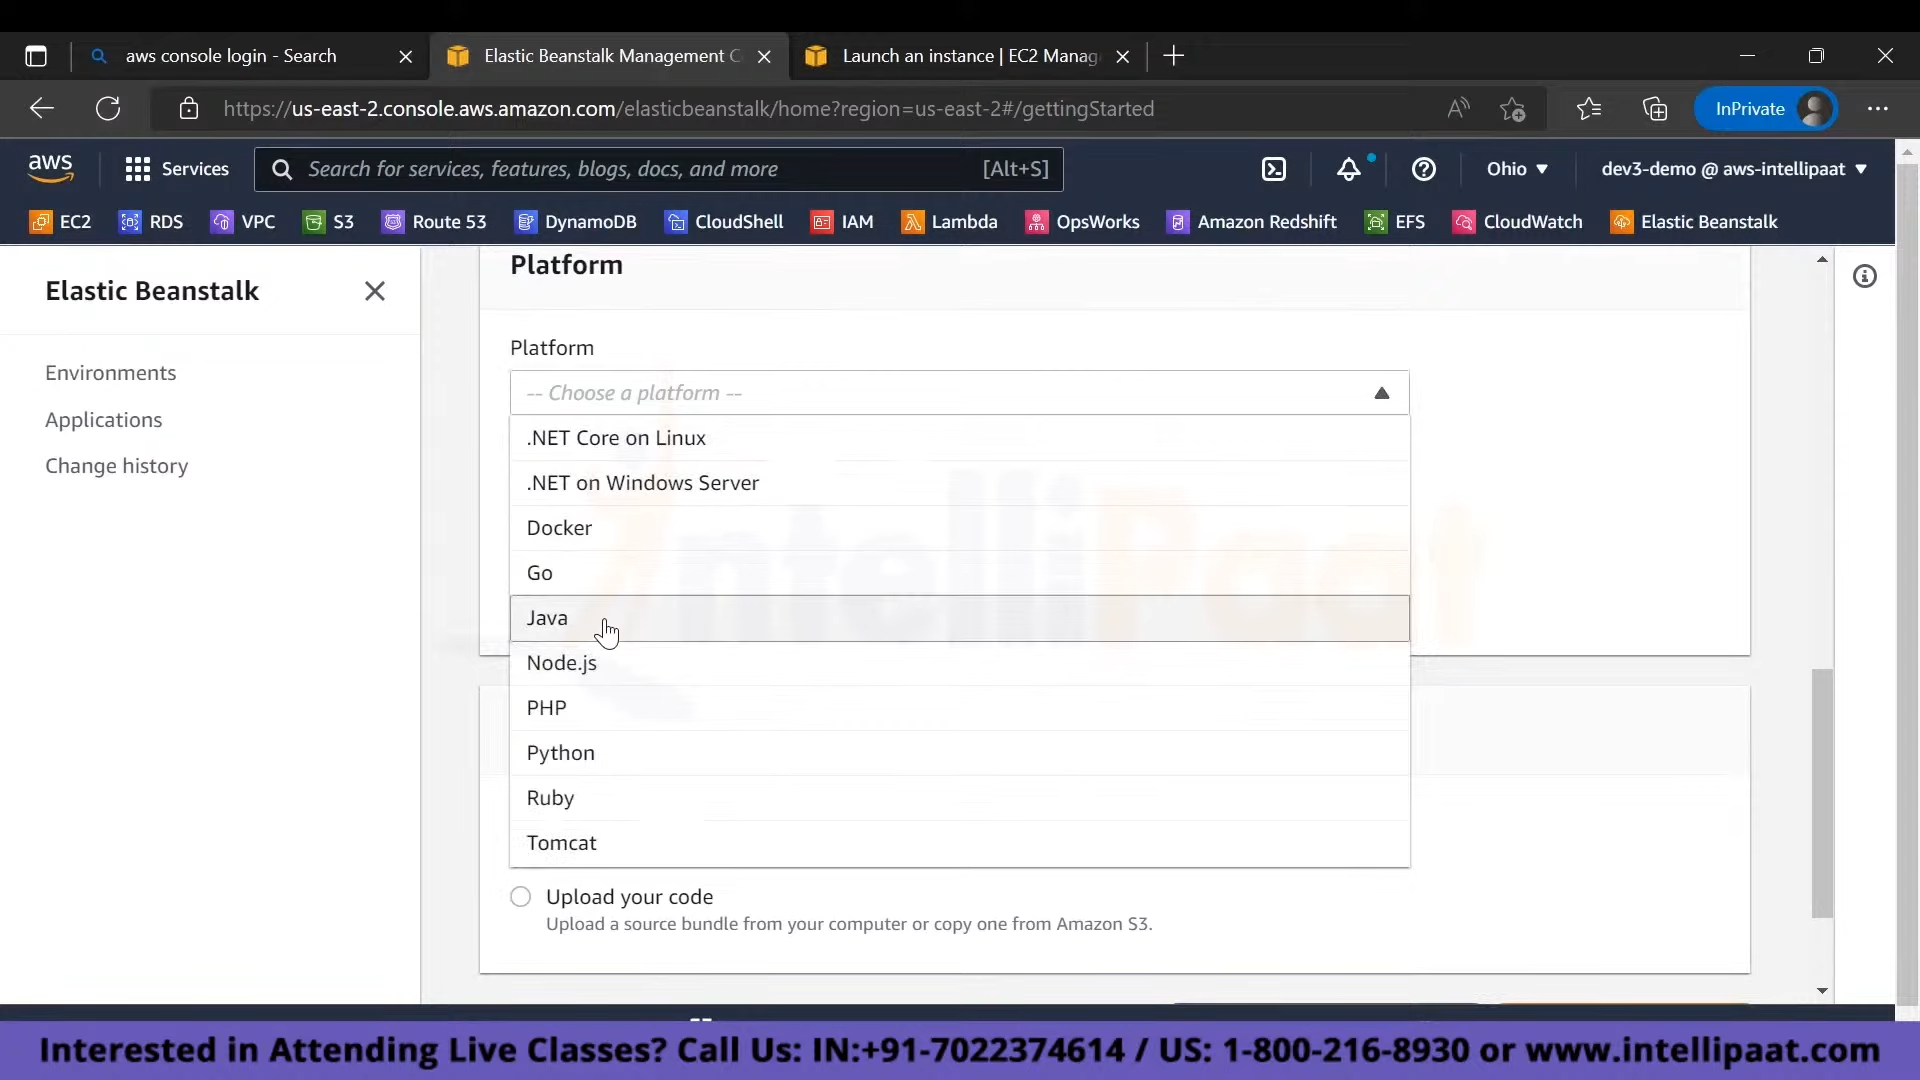 aws console login - Search
Elastic Beanstalk Management C
Launch an instance | EC2 Manag
https://us-east-2.console.aws.amazon.com/elasticbeanstalk/home?region=us-east-2#/gettingStarted
InPrivate
aws
Services
Search for services, features, blogs, docs, and more
[Alt+S]
Ohio
dev3-demo @ aws-intellipaat
EC2
RDS
VPC
S3
Route 53
DynamoDB
CloudShell
IAM
Lambda
OpsWorks
Amazon Redshift
EFS
CloudWatch
Elastic Beanstalk
Elastic Beanstalk
Environments
Applications
Change history
Platform
Platform
-- Choose a platform --
.NET Core on Linux
.NET on Windows Server
Docker
Go
Java
Node.js
PHP
Python
Ruby
Tomcat
IntelliPaat
Upload your code
Upload a source bundle from your computer or copy one from Amazon S3.
Interested in Attending Live Classes? Call Us: IN:+91-7022374614 / US: 1-800-216-8930 or www.intellipaat.com